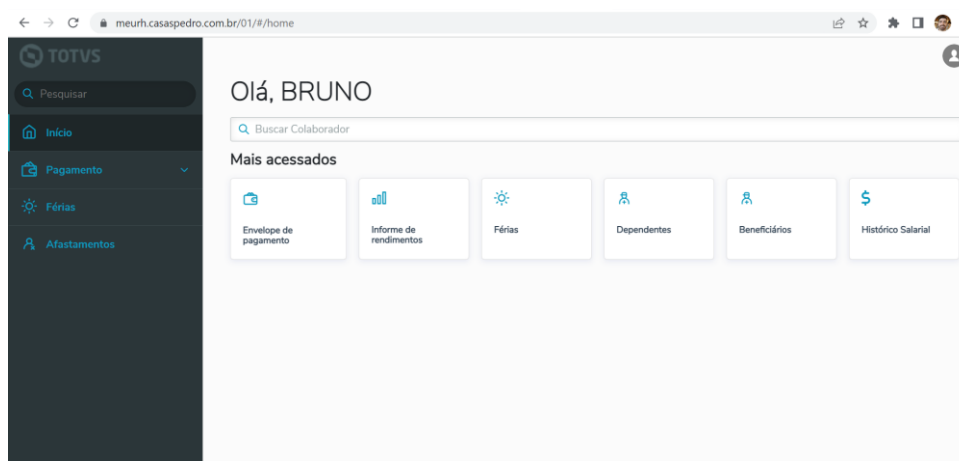 meurh.casaspedro.com.br/01/#/home
TOTVS
Pesquisar
Início
Pagamento
Férias
Afastamentos
Olá, BRUNO
Buscar Colaborador
Mais acessados
Envelope de
pagamento
Informe de
rendimentos
Férias
Dependentes
Beneficiários
Histórico Salarial